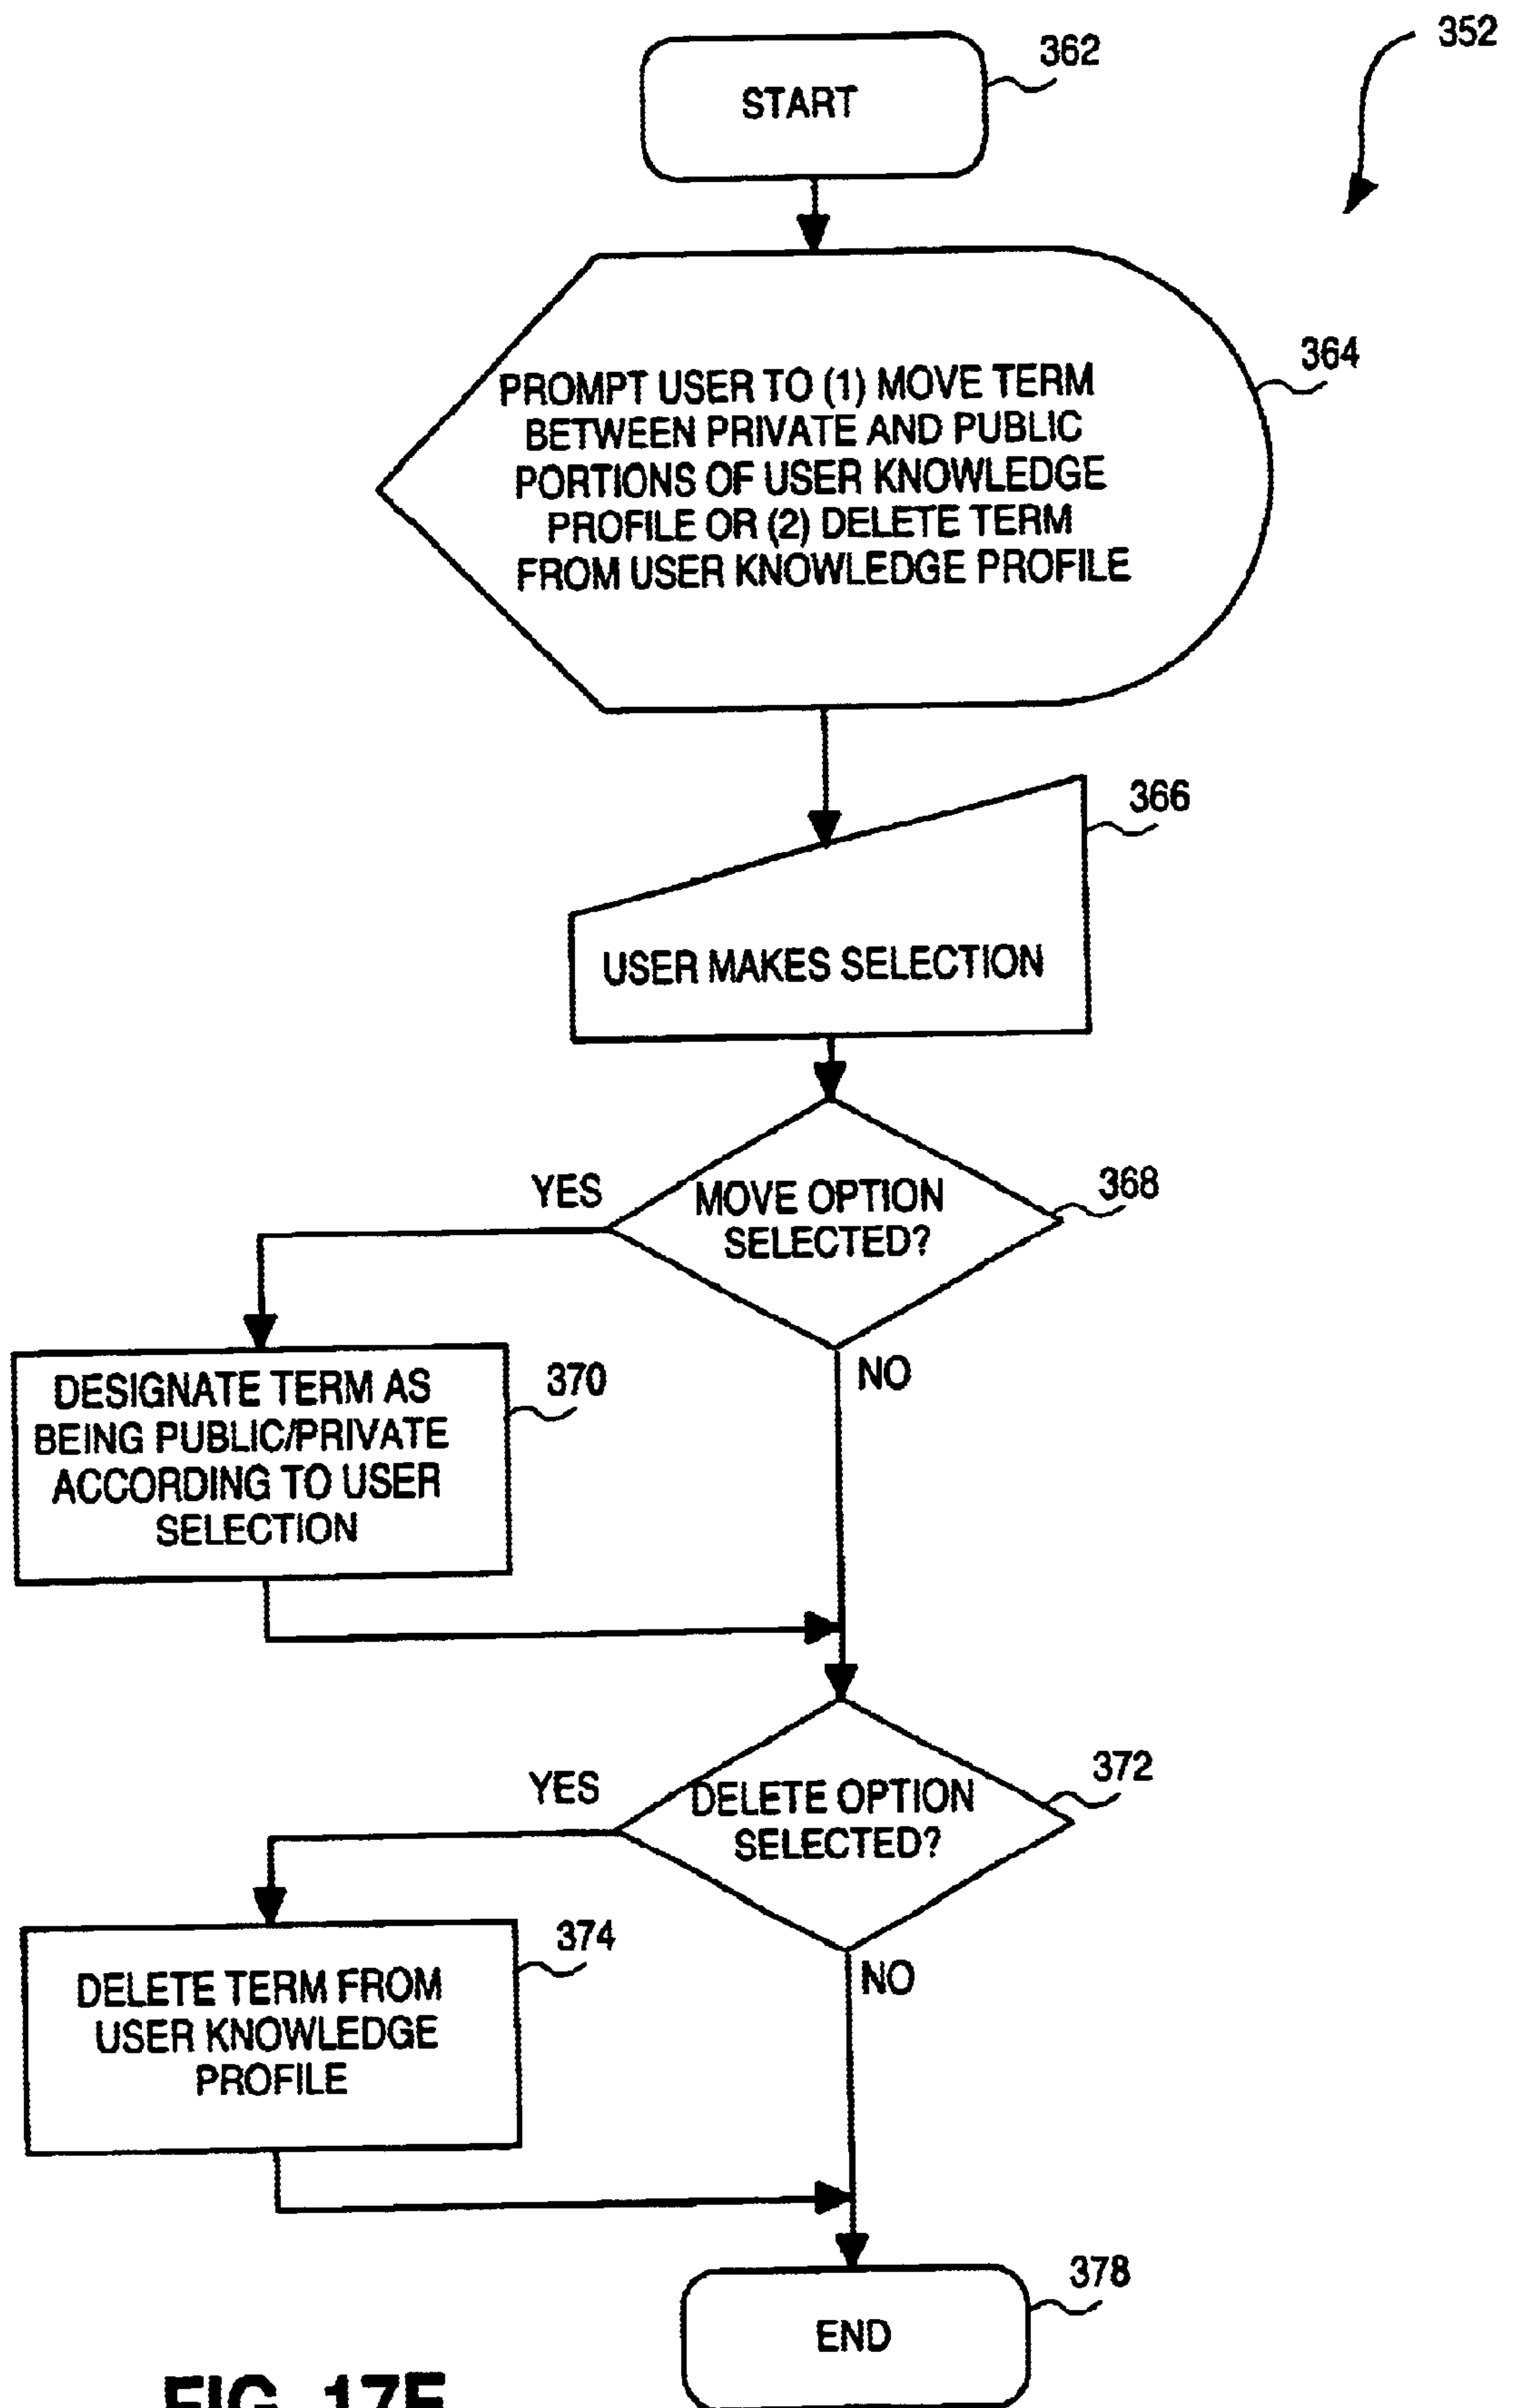 352
START
362
PROMPT USER TO (1) MOVE TERM
BETWEEN PRIVATE AND PUBLIC
PORTIONS OF USER KNOWLEDGE
PROFILE OR (2) DELETE TERM
FROM USER KNOWLEDGE PROFILE
364
USER MAKES SELECTION
366
MOVE OPTION
SELECTED?
368
YES
NO
DESIGNATE TERM AS
BEING PUBLIC/PRIVATE
ACCORDING TO USER
SELECTION
370
DELETE OPTION
SELECTED?
372
YES
NO
DELETE TERM FROM
USER KNOWLEDGE
PROFILE
374
END
378
FIG.